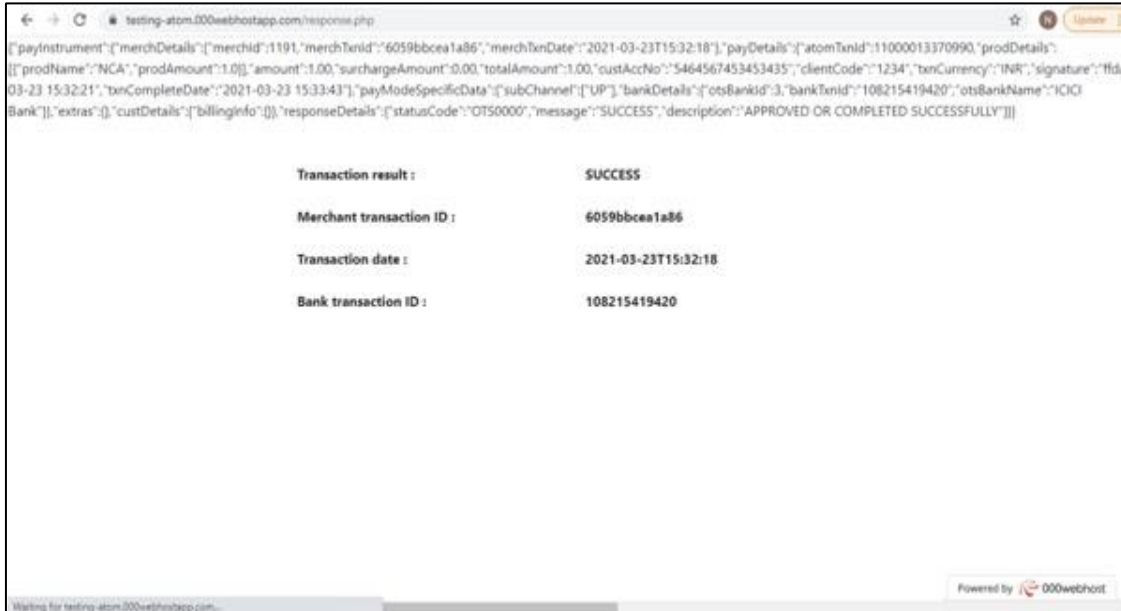 testing-atom.000webhostapp.com/response.php
N
Update
{"payInstrument":{"merchDetails":{"merchId":1191,"merchTxnId":"6059bbcea1a86","merchTxnDate":"2021-03-23T15:32:18"},"payDetails":{"atomTxnId":11000013370990,"prodDetails":
[{"prodName":"NCA","prodAmount":1.0}],"amount":1.00,"surchargeAmount":0.00,"totalAmount":1.00,"custAccNo":"5464567453453435","clientCode":"1234","txnCurrency":"INR","signature":"ffd
03-23 15:32:21","txnCompleteDate":"2021-03-23 15:33:43"},"payModeSpecificData":{"subChannel":["UP"],"bankDetails":{"otsBankId":3,"bankTxnId":"108215419420","otsBankName":"ICICI
Bank"}},"extras":{},"custDetails":{"billingInfo":{}},"responseDetails":{"statusCode":"OTS0000","message":"SUCCESS","description":"APPROVED OR COMPLETED SUCCESSFULLY"}}}
Transaction result : SUCCESS
Merchant transaction ID : 6059bbcea1a86
Transaction date : 2021-03-23T15:32:18
Bank transaction ID : 108215419420
Powered by 000webhost
Waiting for testing-atom.000webhostapp.com...